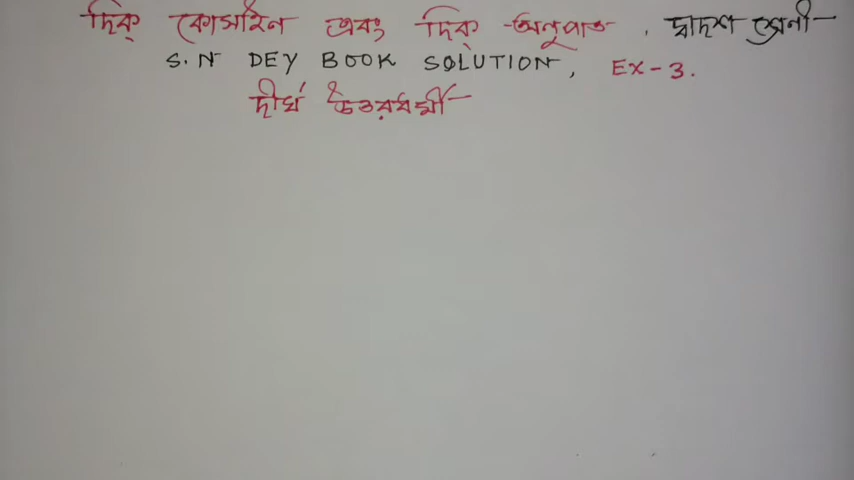 দিক্ কোসাইন এবং দিক্ অনুপাত, দ্বাদশ শ্রেনী
S.N DEY BOOK SOLUTION, Ex-3.
দীর্ঘ উত্তরধর্মী